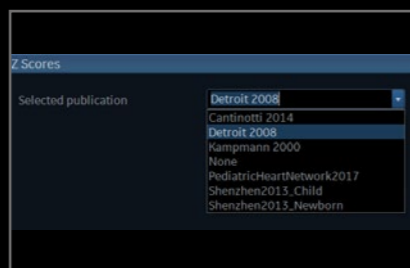 Z Scores
Selected publication
Detroit 2008
Cantinotti 2014
Detroit 2008
Kampmann 2000
None
PediatricHeartNetwork2017
Shenzhen2013_Child
Shenzhen2013_Newborn